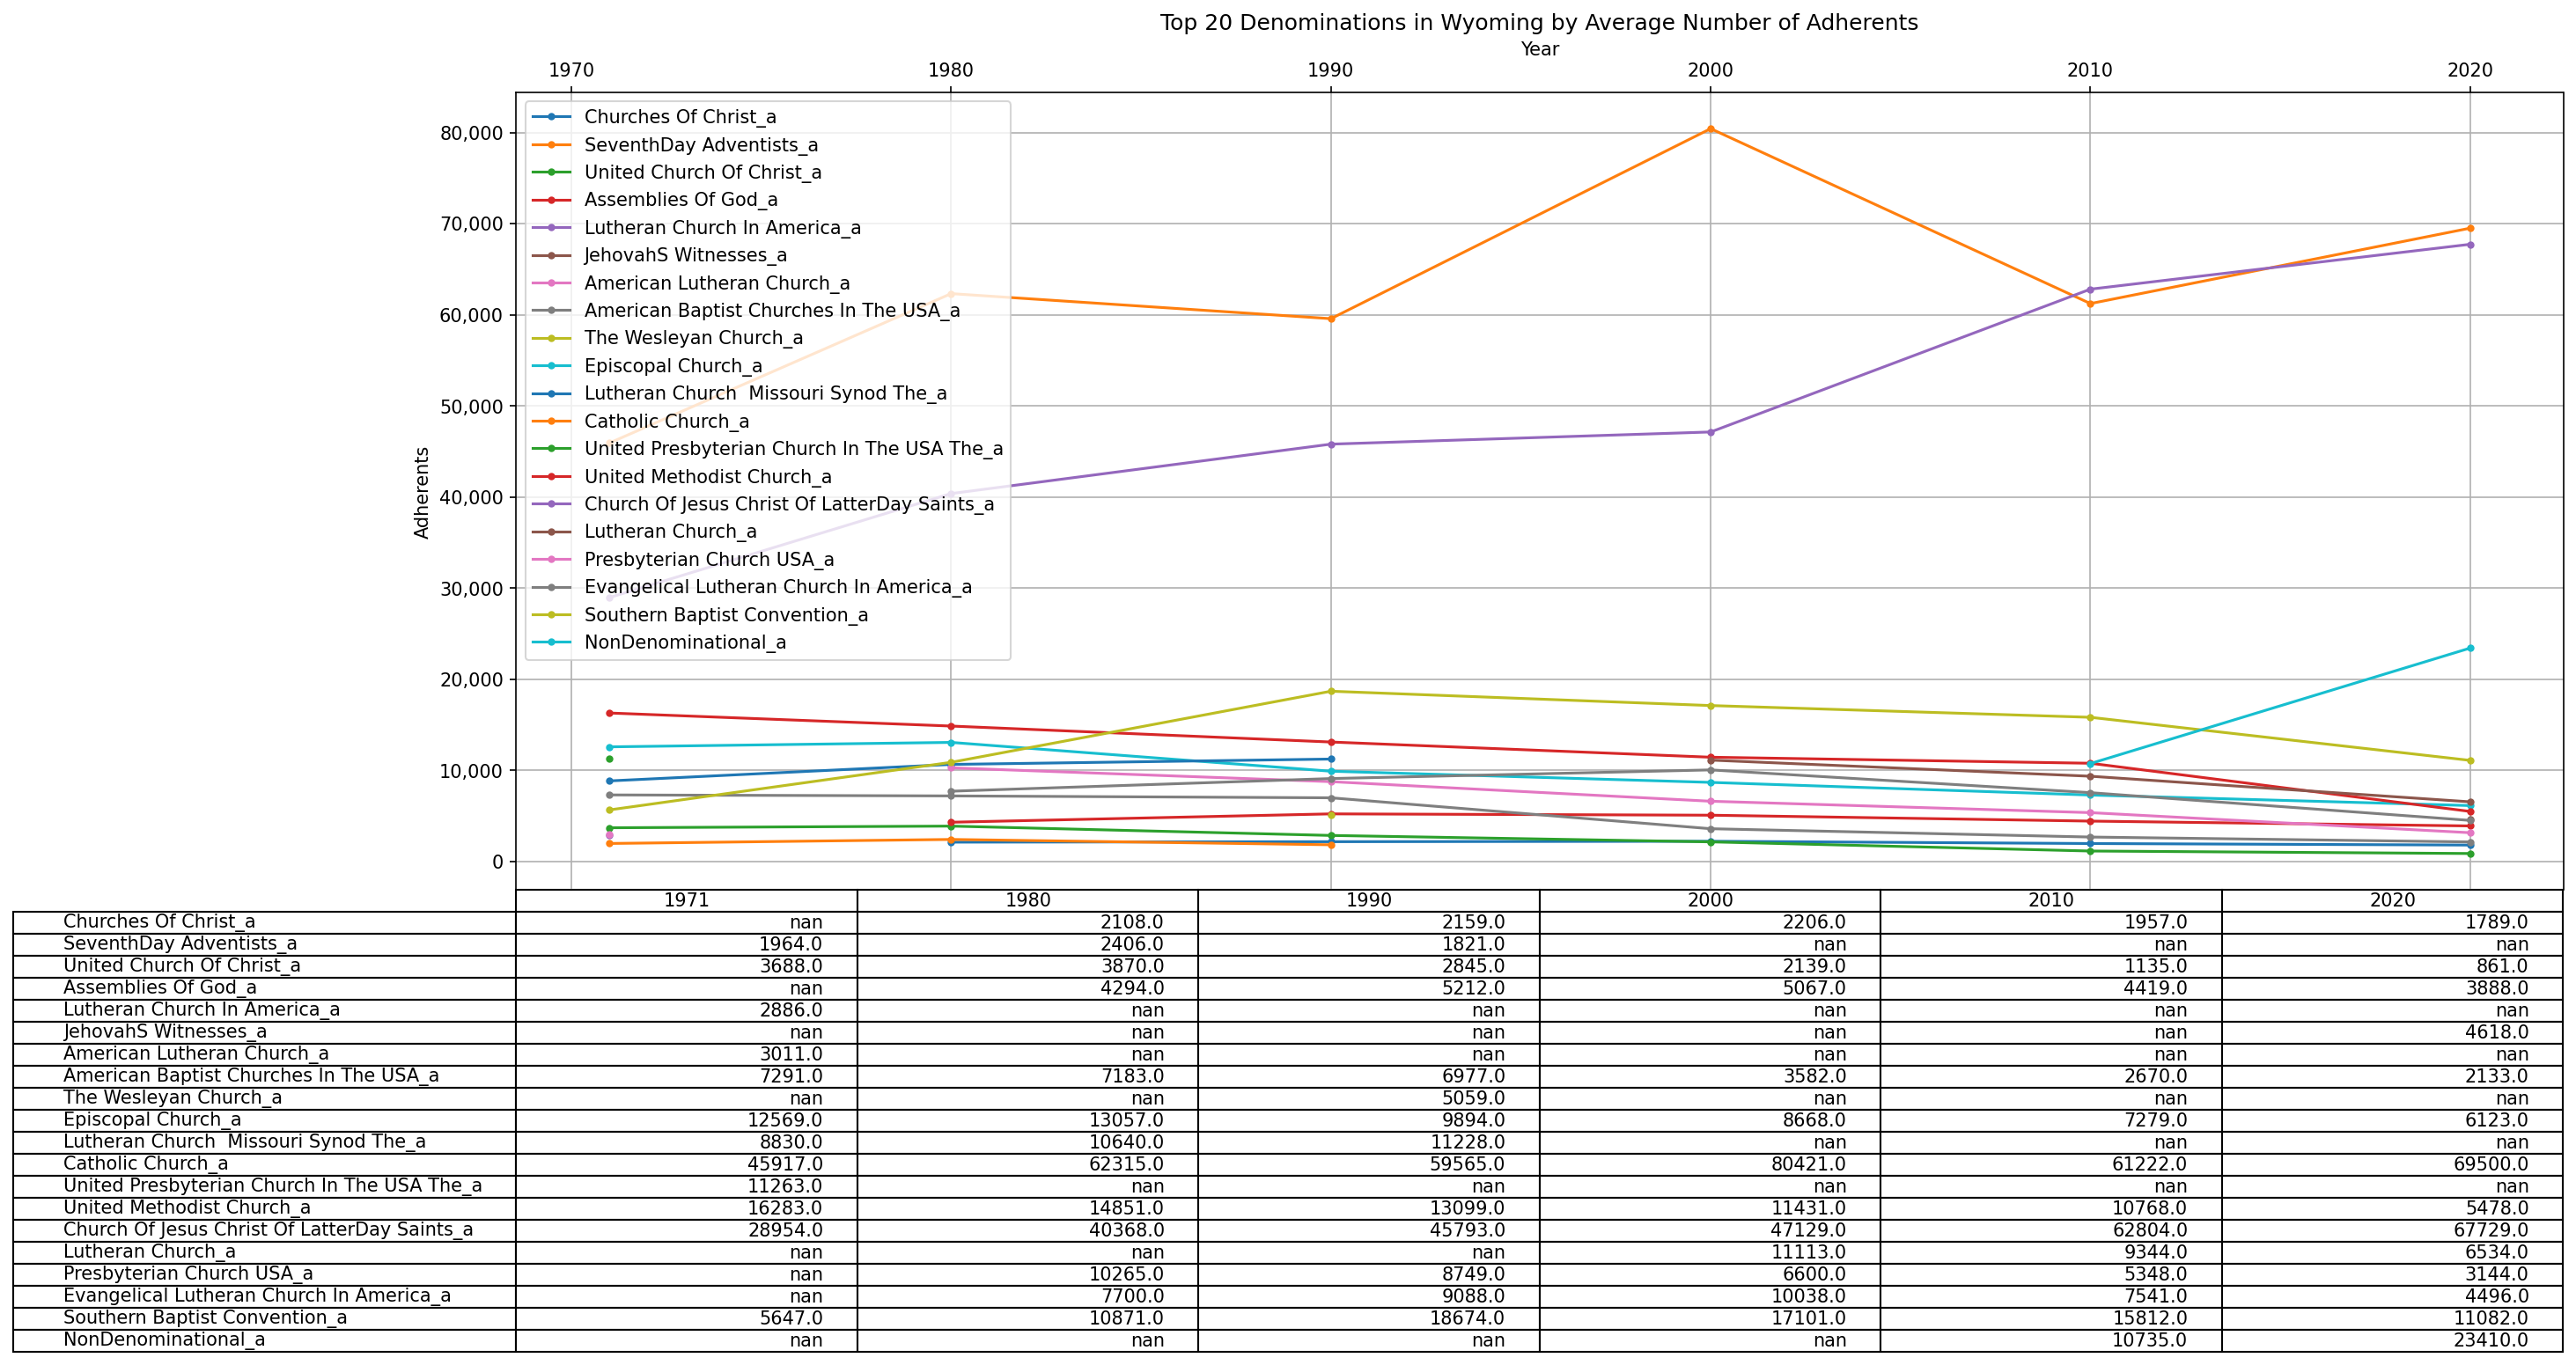 Top 20 Denominations in Wyoming by Average Number of Adherents
Year
1970 1980 1990 2000 2010 2020
80,000
70,000
60,000
50,000
40,000
30,000
20,000
10,000
0
Adherents
Churches Of Christ_a
SeventhDay Adventists_a
United Church Of Christ_a
Assemblies Of God_a
Lutheran Church In America_a
JehovahS Witnesses_a
American Lutheran Church_a
American Baptist Churches In The USA_a
The Wesleyan Church_a
Episcopal Church_a
Lutheran Church  Missouri Synod The_a
Catholic Church_a
United Presbyterian Church In The USA The_a
United Methodist Church_a
Church Of Jesus Christ Of LatterDay Saints_a
Lutheran Church_a
Presbyterian Church USA_a
Evangelical Lutheran Church In America_a
Southern Baptist Convention_a
NonDenominational_a
1971 1980 1990 2000 2010 2020
Churches Of Christ_a nan 2108.0 2159.0 2206.0 1957.0 1789.0
SeventhDay Adventists_a 1964.0 2406.0 1821.0 nan nan nan
United Church Of Christ_a 3688.0 3870.0 2845.0 2139.0 1135.0 861.0
Assemblies Of God_a nan 4294.0 5212.0 5067.0 4419.0 3888.0
Lutheran Church In America_a 2886.0 nan nan nan nan nan
JehovahS Witnesses_a nan nan nan nan nan 4618.0
American Lutheran Church_a 3011.0 nan nan nan nan nan
American Baptist Churches In The USA_a 7291.0 7183.0 6977.0 3582.0 2670.0 2133.0
The Wesleyan Church_a nan nan 5059.0 nan nan nan
Episcopal Church_a 12569.0 13057.0 9894.0 8668.0 7279.0 6123.0
Lutheran Church  Missouri Synod The_a 8830.0 10640.0 11228.0 nan nan nan
Catholic Church_a 45917.0 62315.0 59565.0 80421.0 61222.0 69500.0
United Presbyterian Church In The USA The_a 11263.0 nan nan nan nan nan
United Methodist Church_a 16283.0 14851.0 13099.0 11431.0 10768.0 5478.0
Church Of Jesus Christ Of LatterDay Saints_a 28954.0 40368.0 45793.0 47129.0 62804.0 67729.0
Lutheran Church_a nan nan nan 11113.0 9344.0 6534.0
Presbyterian Church USA_a nan 10265.0 8749.0 6600.0 5348.0 3144.0
Evangelical Lutheran Church In America_a nan 7700.0 9088.0 10038.0 7541.0 4496.0
Southern Baptist Convention_a 5647.0 10871.0 18674.0 17101.0 15812.0 11082.0
NonDenominational_a nan nan nan nan 10735.0 23410.0